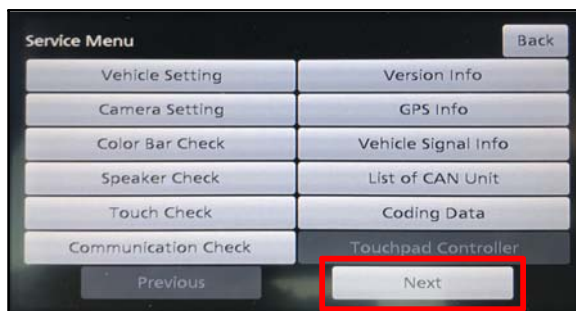 Service Menu
Back
Vehicle Setting
Version Info
Camera Setting
GPS Info
Color Bar Check
Vehicle Signal Info
Speaker Check
List of CAN Unit
Touch Check
Coding Data
Communication Check
Touchpad Controller
Previous
Next